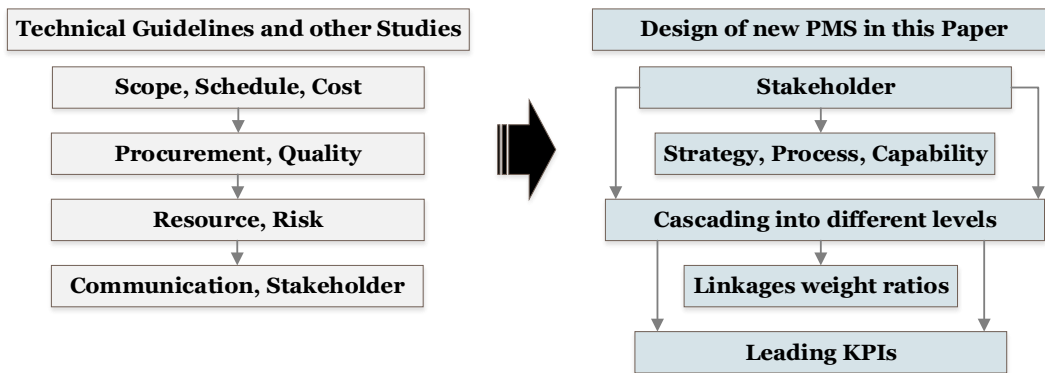 Technical Guidelines and other Studies
Scope, Schedule, Cost
Procurement, Quality
Resource, Risk
Communication, Stakeholder
Design of new PMS in this Paper
Stakeholder
Strategy, Process, Capability
Cascading into different levels
Linkages weight ratios
Leading KPIs